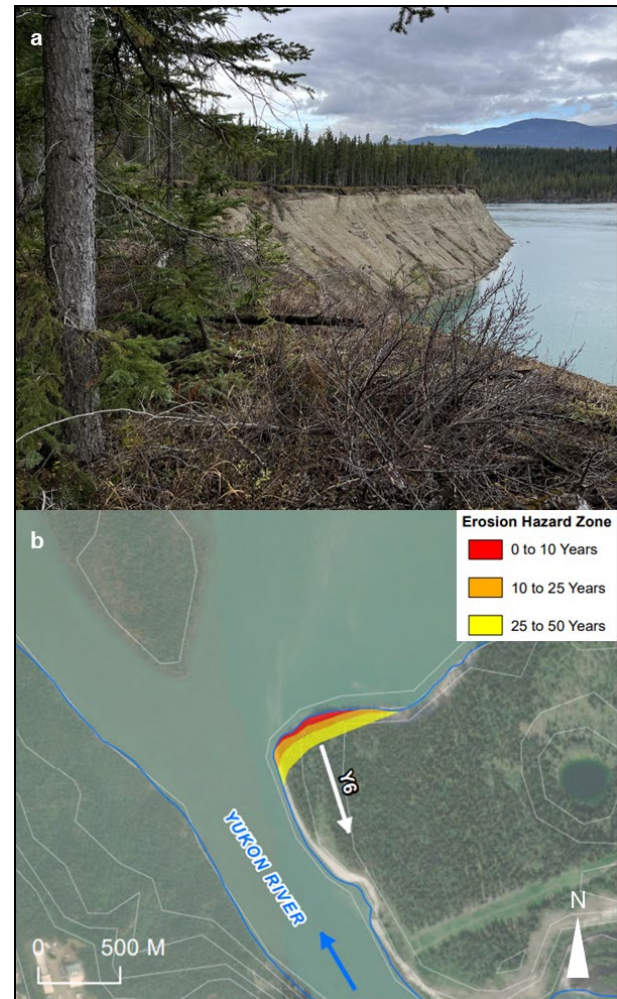 a
b
Erosion Hazard Zone
0 to 10 Years
10 to 25 Years
25 to 50 Years
Y6
YUKON RIVER
N
0 500 M